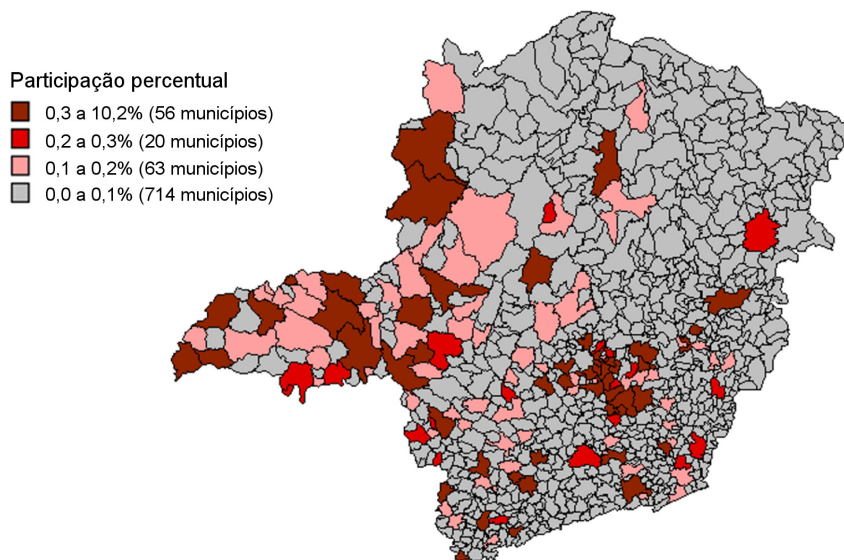 Participação percentual
0,3 a 10,2% (56 municípios)
0,2 a 0,3% (20 municípios)
0,1 a 0,2% (63 municípios)
0,0 a 0,1% (714 municípios)